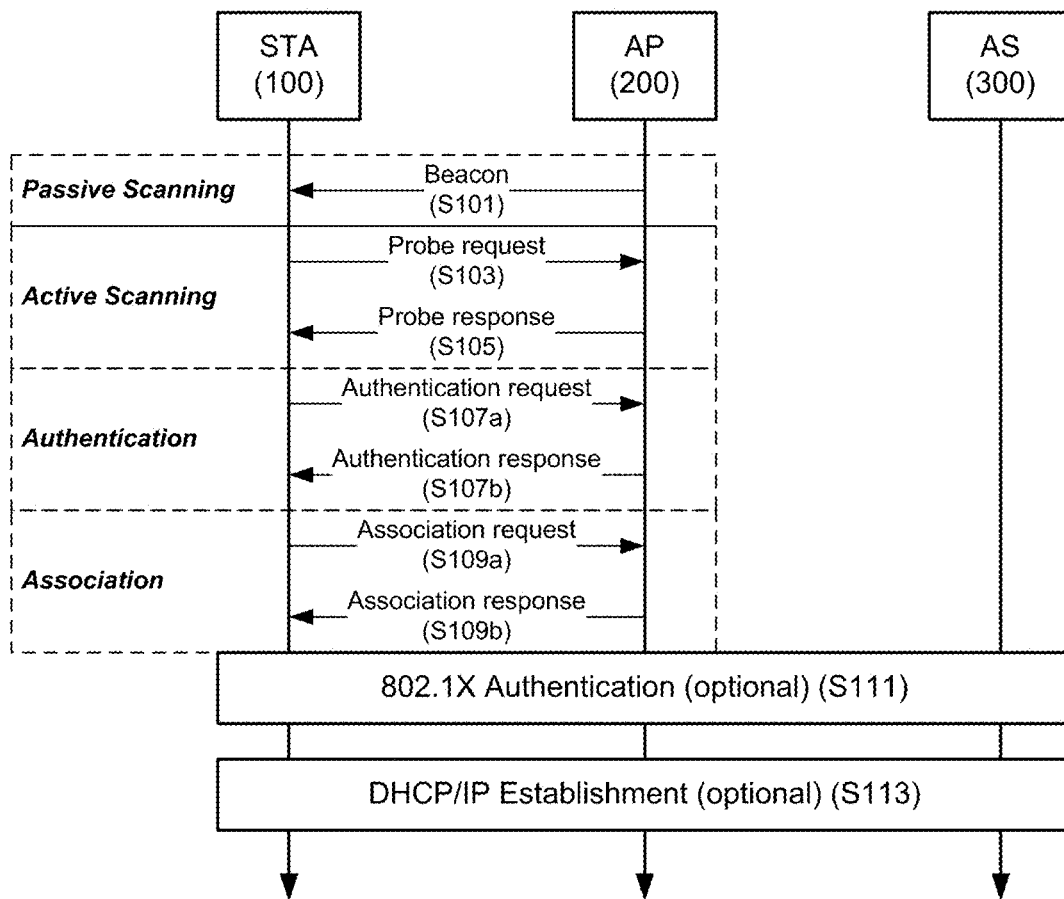 STA
(100)
AP
(200)
AS
(300)
Passive Scanning
Beacon
(S101)
Probe request
(S103)
Active Scanning
Probe response
(S105)
Authentication request
(S107a)
Authentication
Authentication response
(S107b)
Association request
(S109a)
Association
Association response
(S109b)
802.1X Authentication (optional) (S111)
DHCP/IP Establishment (optional) (S113)